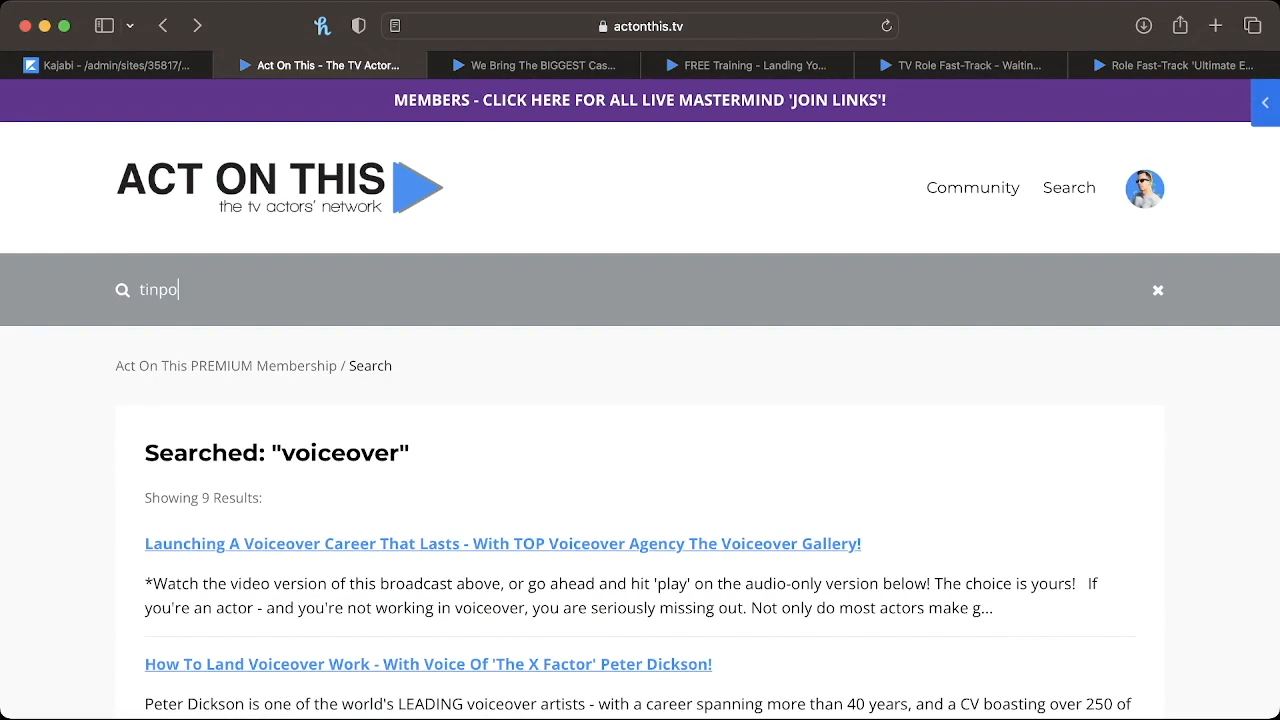 actonthis.tv
Kajabi - /admin/sites/35817/...
Act On This - The TV Actor...
We Bring The BIGGEST Cas...
FREE Training - Landing Yo...
TV Role Fast-Track - Waitin...
Role Fast-Track 'Ultimate E...
MEMBERS - CLICK HERE FOR ALL LIVE MASTERMIND 'JOIN LINKS'!
ACT ON THIS
the tv actors' network
Community
Search
tinpo
Act On This PREMIUM Membership / Search
Searched: "voiceover"
Showing 9 Results:
Launching A Voiceover Career That Lasts - With TOP Voiceover Agency The Voiceover Gallery!
*Watch the video version of this broadcast above, or go ahead and hit 'play' on the audio-only version below! The choice is yours! If
you're an actor - and you're not working in voiceover, you are seriously missing out. Not only do most actors make g...
How To Land Voiceover Work - With Voice Of 'The X Factor' Peter Dickson!
Peter Dickson is one of the world's LEADING voiceover artists - with a career spanning more than 40 years, and a CV boasting over 250 of